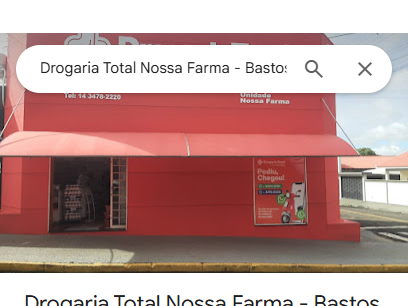 Drogaria Total Nossa Farma - Bastos
Tel: 14 3478-2220
Unidade
Nossa Farma
Pediu,
Chegou!
Drogaria Total Nossa Farma - Bastos